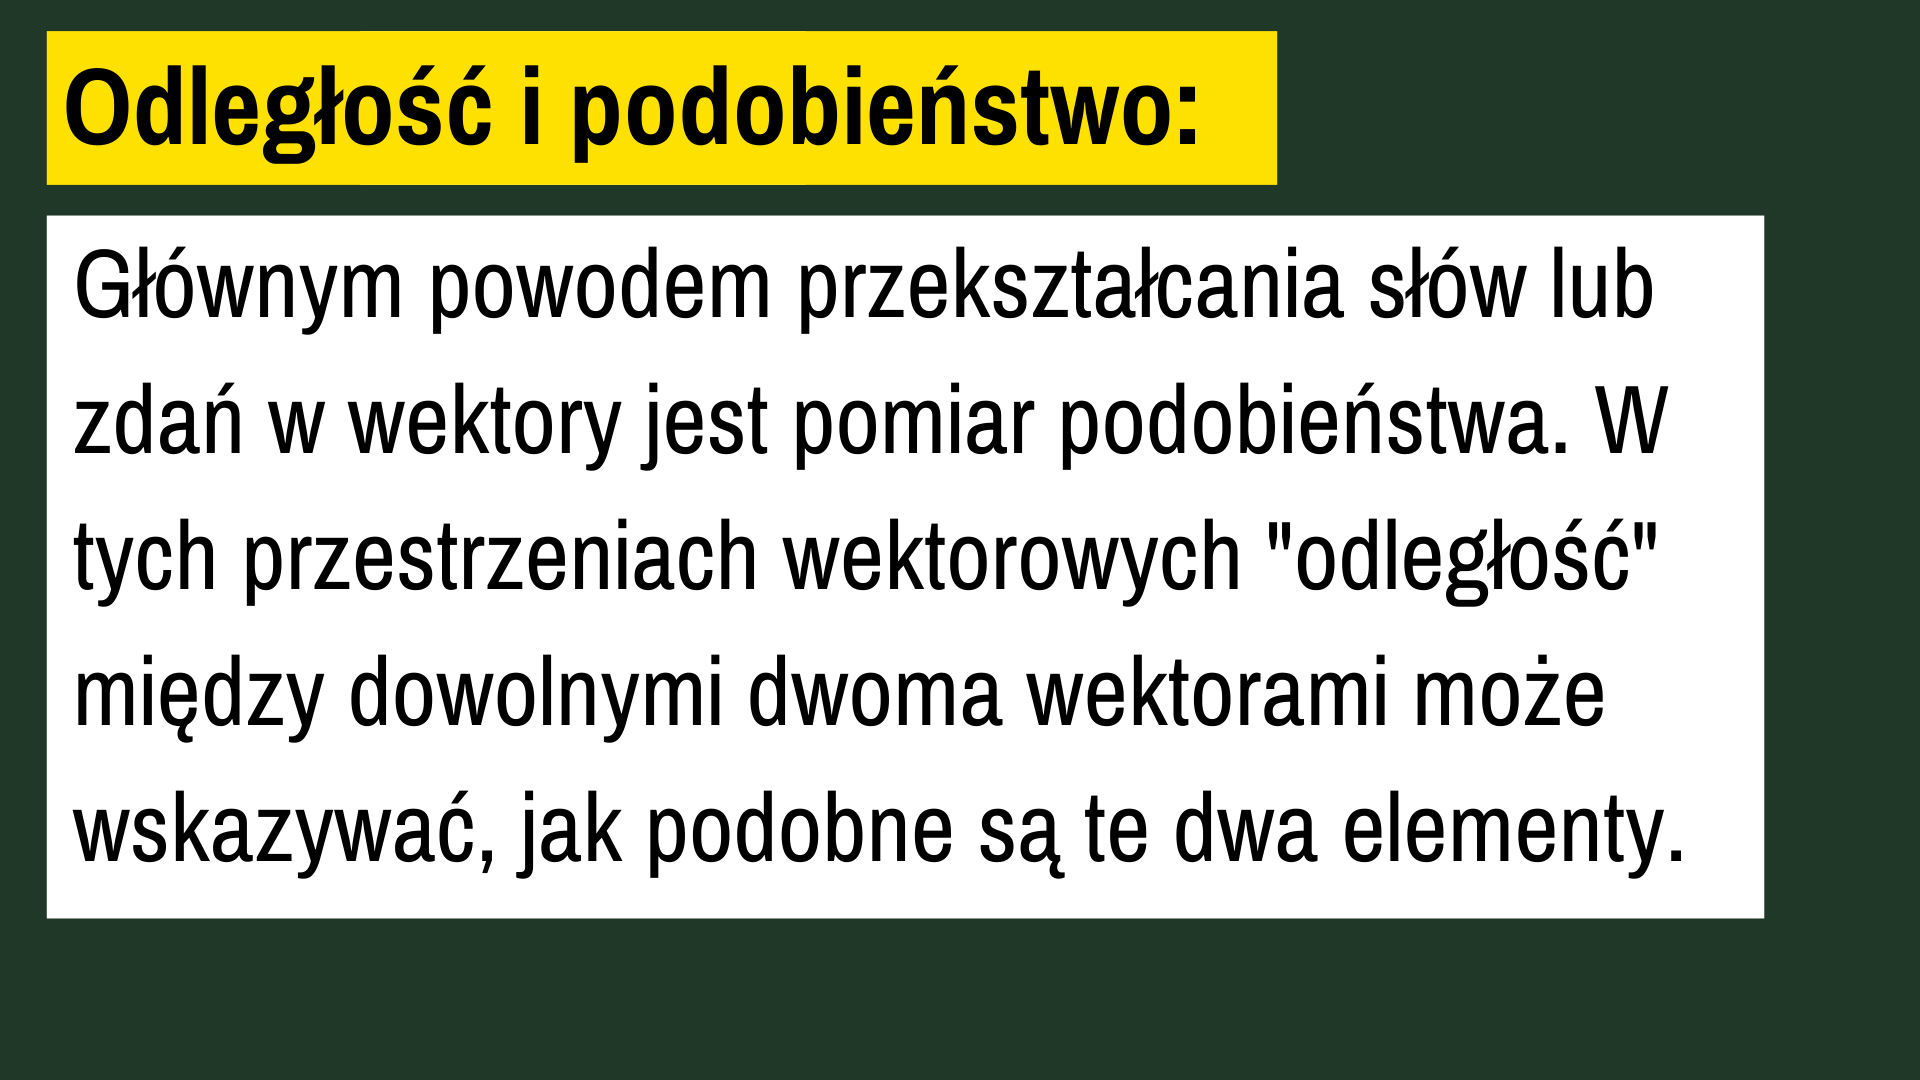 Odległość i podobieństwo:
Głównym powodem przekształcania słów lub
zdań w wektory jest pomiar podobieństwa. W
tych przestrzeniach wektorowych "odległość"
między dowolnymi dwoma wektorami może
wskazywać, jak podobne są te dwa elementy.